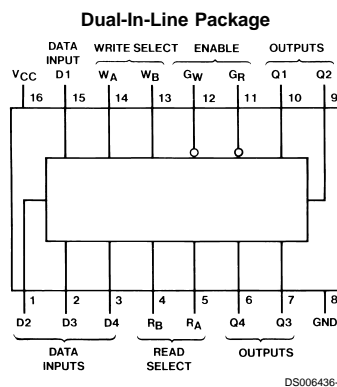 Dual-In-Line Package
DATA INPUT WRITE SELECT ENABLE OUTPUTS
VCC D1 WA WB GW GR Q1 Q2
16 15 14 13 12 11 10 9
1 2 3 4 5 6 7 8
D2 D3 D4 RB RA Q4 Q3 GND
DATA INPUTS READ SELECT OUTPUTS
DS006436-